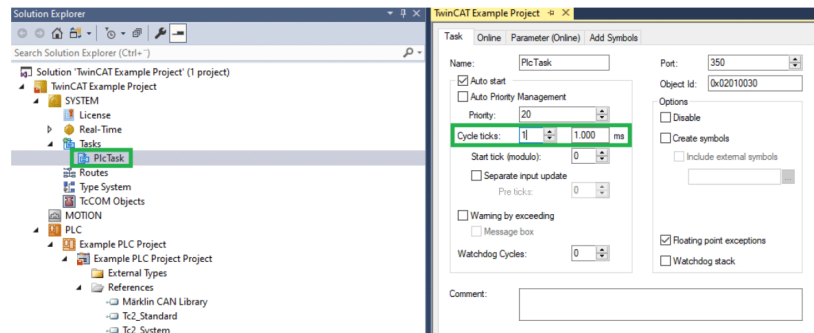 Solution Explorer
Search Solution Explorer (Ctrl+¨)
Solution 'TwinCAT Example Project' (1 project)
TwinCAT Example Project
SYSTEM
License
Real-Time
Tasks
PlcTask
Routes
Type System
TcCOM Objects
MOTION
PLC
Example PLC Project
Example PLC Project Project
External Types
References
Märklin CAN Library
Tc2_Standard
Tc2_System
TwinCAT Example Project
Task Online Parameter (Online) Add Symbols
Name: PlcTask Port: 350
Auto start Object Id: 0x02010030
Auto Priority Management Options
Priority: 20 Disable
Cycle ticks: 1 1.000 ms Create symbols
Start tick (modulo): 0 Include external symbols
Separate input update ...
Pre ticks: 0
Warning by exceeding
Message box Floating point exceptions
Watchdog Cycles: 0 Watchdog stack
Comment: